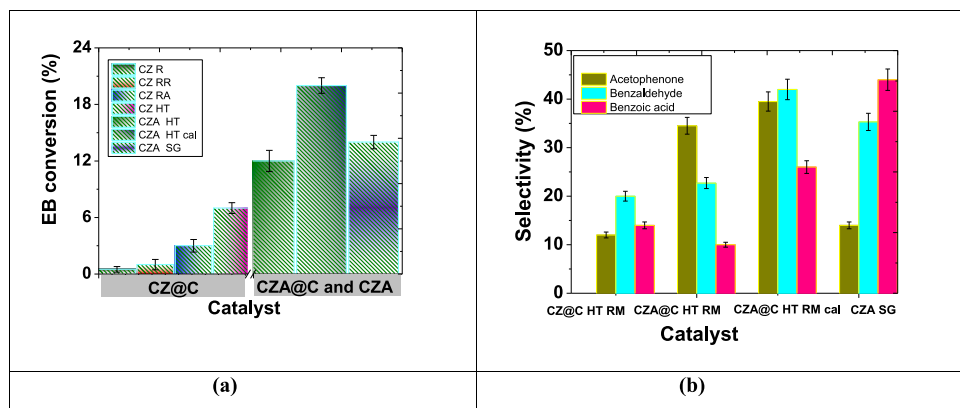 24
18
12
6
0
EB conversion (%)
CZ R
CZ RR
CZ RA
CZ HT
CZA HT
CZA HT cal
CZA SG
CZ@C
CZA@C and CZA
Catalyst
(a)
50
40
30
20
10
0
Selectivity (%)
Acetophenone
Benzaldehyde
Benzoic acid
CZ@C HT RM
CZA@C HT RM
CZA@C HT RM cal
CZA SG
Catalyst
(b)